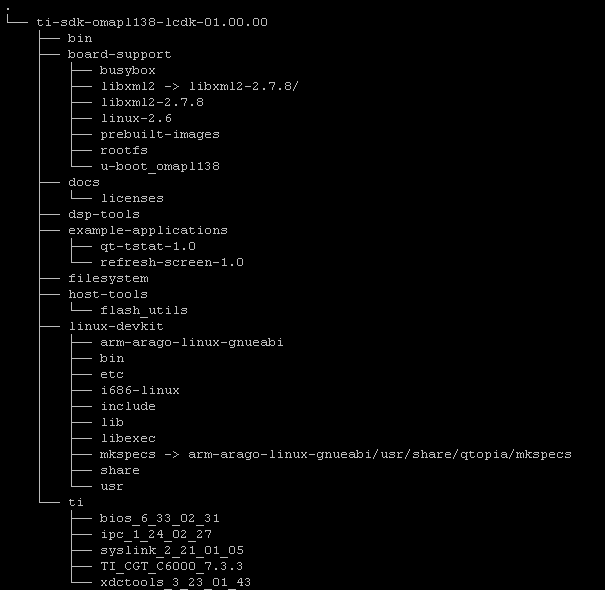 .
└── ti-sdk-omapl138-lcdk-01.00.00
    ├── bin
    ├── board-support
    │   ├── busybox
    │   ├── libxml2 -> libxml2-2.7.8/
    │   ├── libxml2-2.7.8
    │   ├── linux-2.6
    │   ├── prebuilt-images
    │   ├── rootfs
    │   └── u-boot_omapl138
    ├── docs
    │   └── licenses
    ├── dsp-tools
    ├── example-applications
    │   ├── qt-tstat-1.0
    │   └── refresh-screen-1.0
    ├── filesystem
    ├── host-tools
    │   └── flash_utils
    ├── linux-devkit
    │   ├── arm-arago-linux-gnueabi
    │   ├── bin
    │   ├── etc
    │   ├── i686-linux
    │   ├── include
    │   ├── lib
    │   ├── libexec
    │   ├── mkspecs -> arm-arago-linux-gnueabi/usr/share/qtopia/mkspecs
    │   ├── share
    │   └── usr
    └── ti
        ├── bios_6_33_02_31
        ├── ipc_1_24_02_27
        ├── syslink_2_21_01_05
        ├── TI_CGT_C6000_7.3.3
        └── xdctools_3_23_01_43